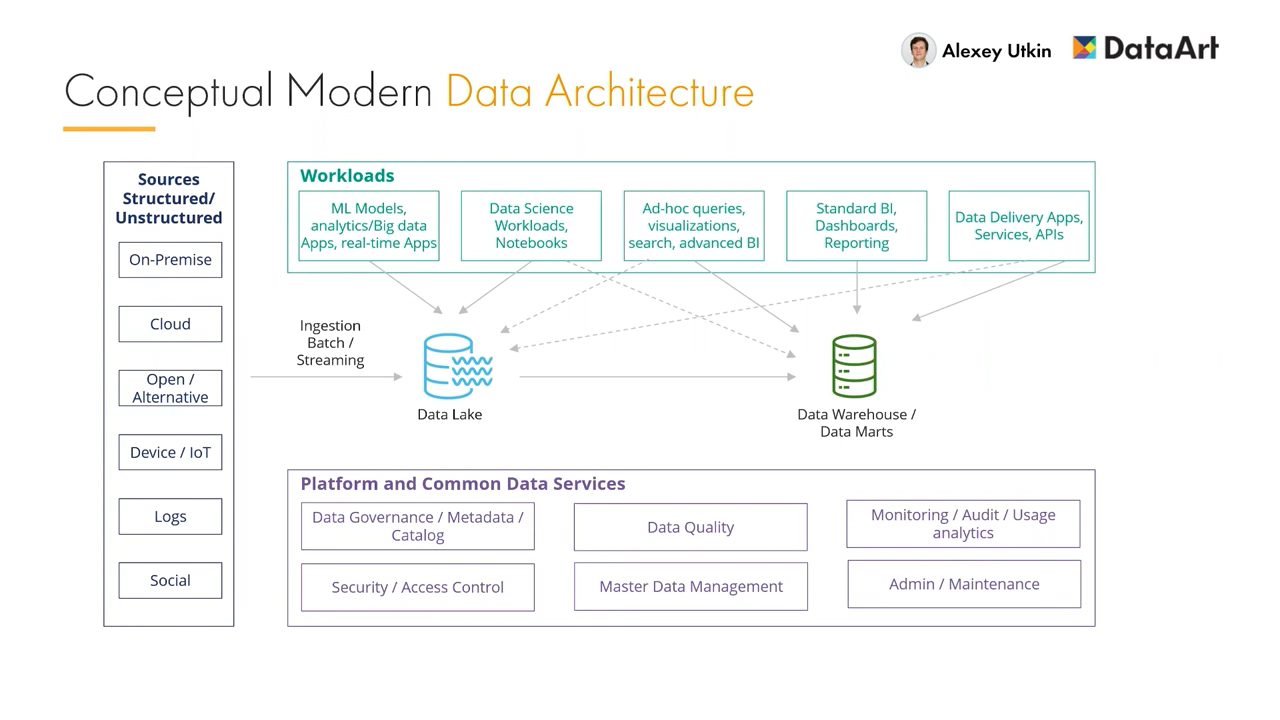 Alexey Utkin
DataArt
Conceptual Modern Data Architecture
Sources
Structured/
Unstructured
On-Premise
Cloud
Open /
Alternative
Device / IoT
Logs
Social
Workloads
ML Models,
analytics/Big data
Apps, real-time Apps
Data Science
Workloads,
Notebooks
Ad-hoc queries,
visualizations,
search, advanced BI
Standard BI,
Dashboards,
Reporting
Data Delivery Apps,
Services, APIs
Ingestion
Batch /
Streaming
Data Lake
Data Warehouse /
Data Marts
Platform and Common Data Services
Data Governance / Metadata /
Catalog
Data Quality
Monitoring / Audit / Usage
analytics
Security / Access Control
Master Data Management
Admin / Maintenance